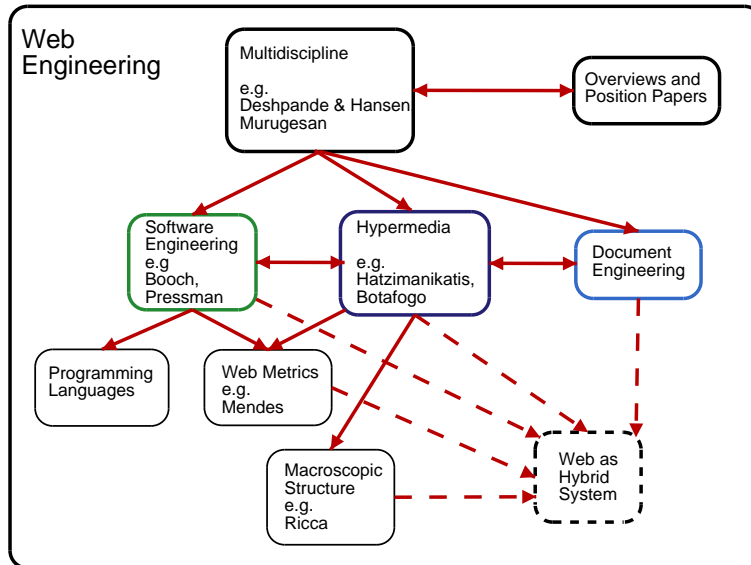 Web
Engineering
Multidiscipline
e.g.
Deshpande & Hansen
Murugesan
Overviews and
Position Papers
Software
Engineering
e.g
Booch,
Pressman
Hypermedia
e.g.
Hatzimanikatis,
Botafogo
Document
Engineering
Programming
Languages
Web Metrics
e.g.
Mendes
Macroscopic
Structure
e.g.
Ricca
Web as
Hybrid
System